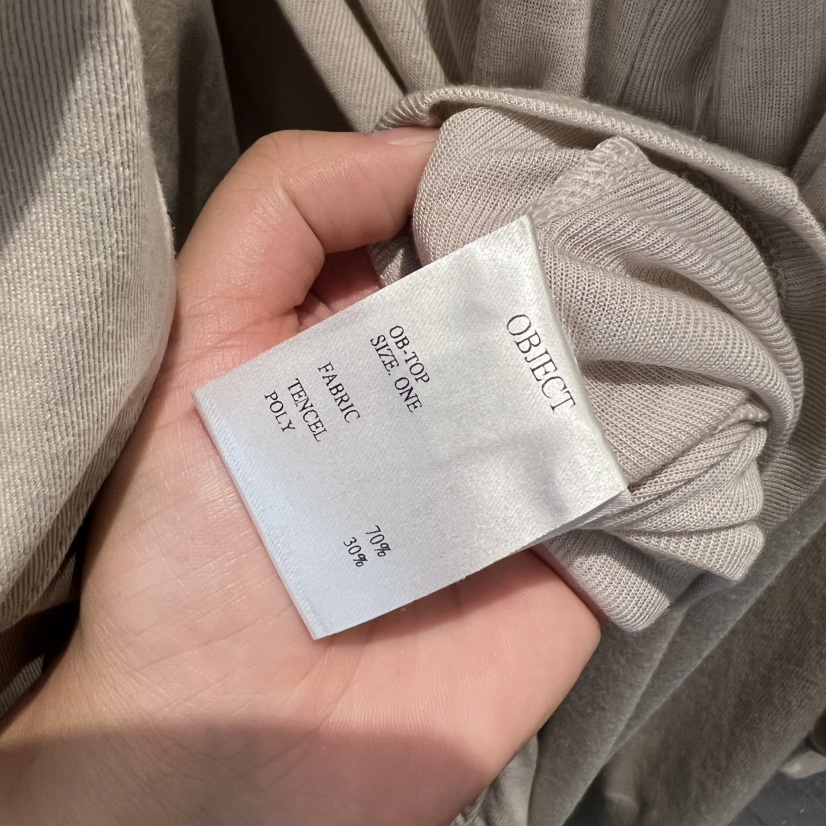 OBJECT
OB-TOP
SIZE. ONE
FABRIC
TENCEL 70%
POLY 30%